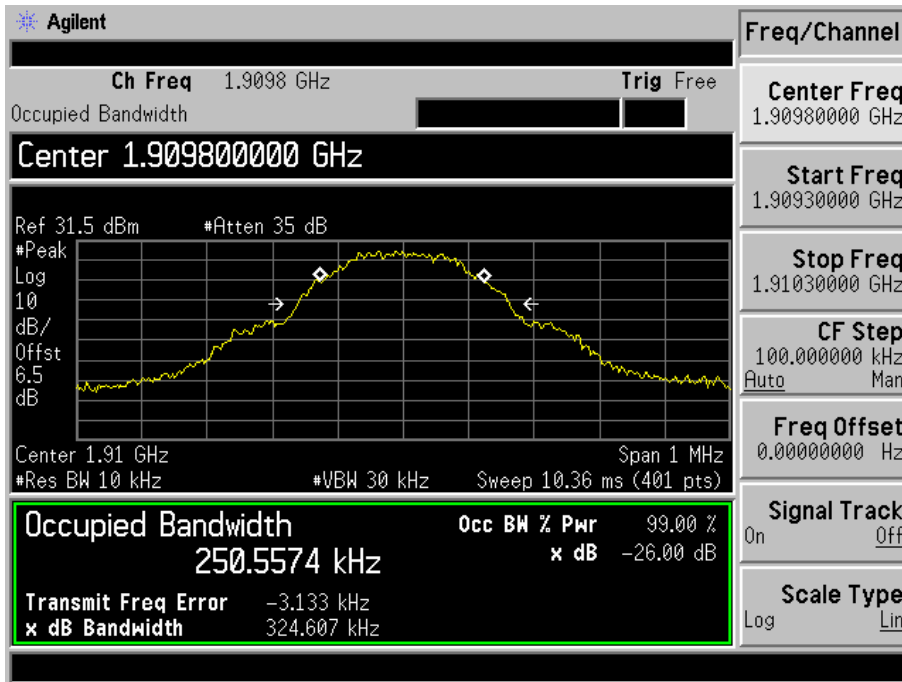 Agilent
Ch Freq 1.9098 GHz Trig Free
Occupied Bandwidth
Center 1.909800000 GHz
Ref 31.5 dBm #Atten 35 dB
#Peak
Log
10
dB/
Offst
6.5
dB
Center 1.91 GHz Span 1 MHz
#Res BW 10 kHz #VBW 30 kHz Sweep 10.36 ms (401 pts)
Occupied Bandwidth
250.5574 kHz
Occ BW % Pwr 99.00 %
x dB -26.00 dB
Transmit Freq Error -3.133 kHz
x dB Bandwidth 324.607 kHz
Freq/Channel
Center Freq
1.90980000 GHz
Start Freq
1.90930000 GHz
Stop Freq
1.91030000 GHz
CF Step
100.000000 kHz
Auto Man
Freq Offset
0.00000000 Hz
Signal Track
On Off
Scale Type
Log Lin